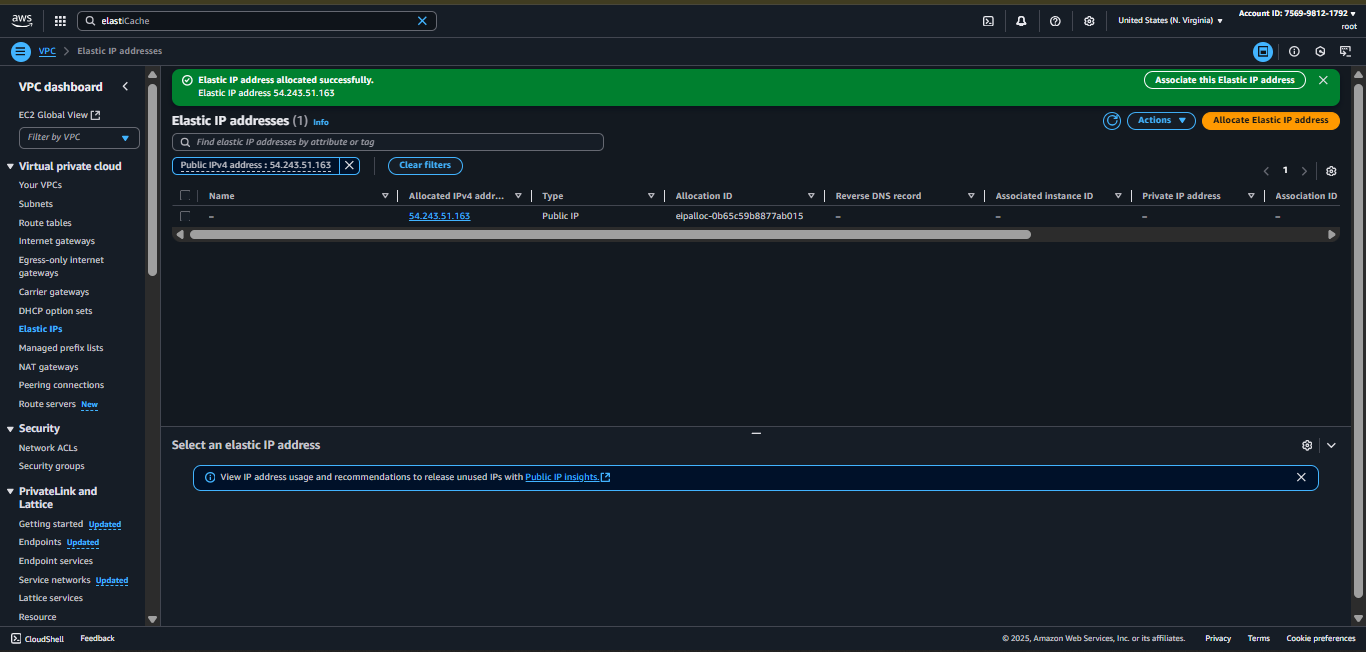 aws
elastiCache
United States (N. Virginia)
Account ID: 7569-9812-1792
root
VPC
Elastic IP addresses
VPC dashboard
EC2 Global View
Filter by VPC
Virtual private cloud
Your VPCs
Subnets
Route tables
Internet gateways
Egress-only internet
gateways
Carrier gateways
DHCP option sets
Elastic IPs
Managed prefix lists
NAT gateways
Peering connections
Route servers New
Security
Network ACLs
Security groups
PrivateLink and
Lattice
Getting started Updated
Endpoints Updated
Endpoint services
Service networks Updated
Lattice services
Resource
Elastic IP address allocated successfully.
Elastic IP address 54.243.51.163
Associate this Elastic IP address
Elastic IP addresses (1) Info
Actions
Allocate Elastic IP address
Find elastic IP addresses by attribute or tag
Public IPv4 address : 54.243.51.163
Clear filters
1
Name Allocated IPv4 addr... Type Allocation ID Reverse DNS record Associated instance ID Private IP address Association ID
– 54.243.51.163 Public IP eipalloc-0b65c59b8877ab015 – – – –
Select an elastic IP address
View IP address usage and recommendations to release unused IPs with Public IP Insights.
CloudShell Feedback
© 2025, Amazon Web Services, Inc. or its affiliates. Privacy Terms Cookie preferences